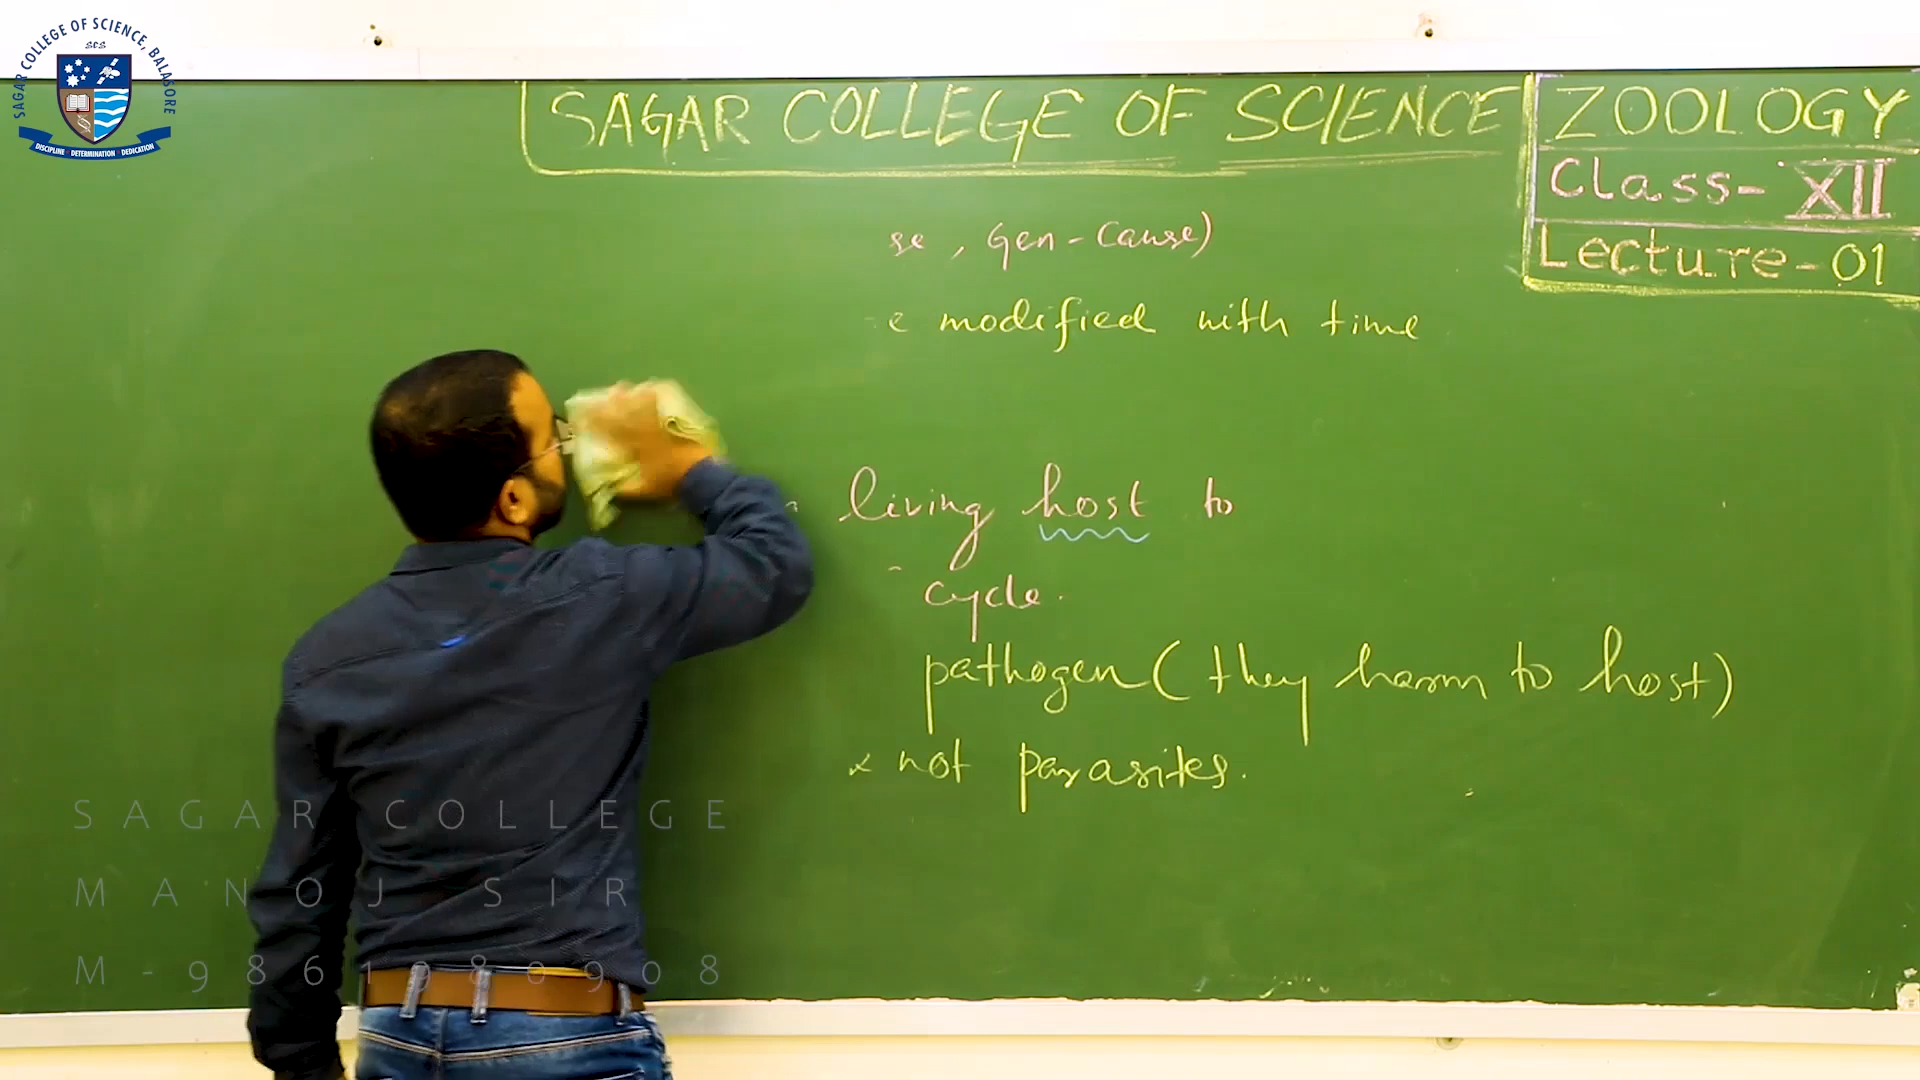 SAGAR COLLEGE OF SCIENCE, BALASORE
SCS
DISCIPLINE DETERMINATION DEDICATION
SAGAR COLLEGE OF SCIENCE
ZOOLOGY
Class- XII
Lecture-01
se, Gen-Cause)
e modified with time
living host to
cycle.
pathogen (they harm to host)
not parasites.
SAGAR COLLEGE
MANOJ SIR
M-9861980908